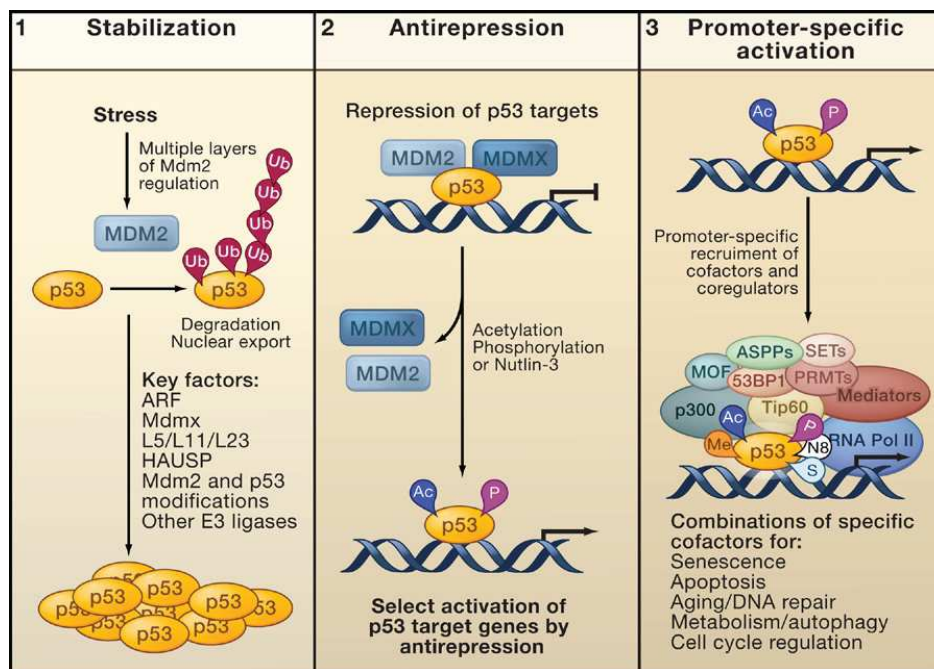 1 Stabilization
Stress
Multiple layers
of Mdm2
regulation
Ub
Ub
Ub
Ub
Ub
Ub
MDM2
p53
p53
Degradation
Nuclear export
Key factors:
ARF
Mdmx
L5/L11/L23
HAUSP
Mdm2 and p53
modifications
Other E3 ligases
p53
p53
p53
p53
p53
p53
p53
p53
p53
2 Antirepression
Repression of p53 targets
MDM2
MDMX
p53
MDMX
MDM2
Acetylation
Phosphorylation
or Nutlin-3
Ac
P
p53
Select activation of
p53 target genes by
antirepression
3 Promoter-specific
activation
Ac
P
p53
Promoter-specific
recruiment of
cofactors and
coregulators
ASPPs
SETs
MOF
53BP1
PRMTs
Mediators
p300
Tip60
Ac
P
Me
p53
N8
RNA Pol II
S
Combinations of specific
cofactors for:
Senescence
Apoptosis
Aging/DNA repair
Metabolism/autophagy
Cell cycle regulation